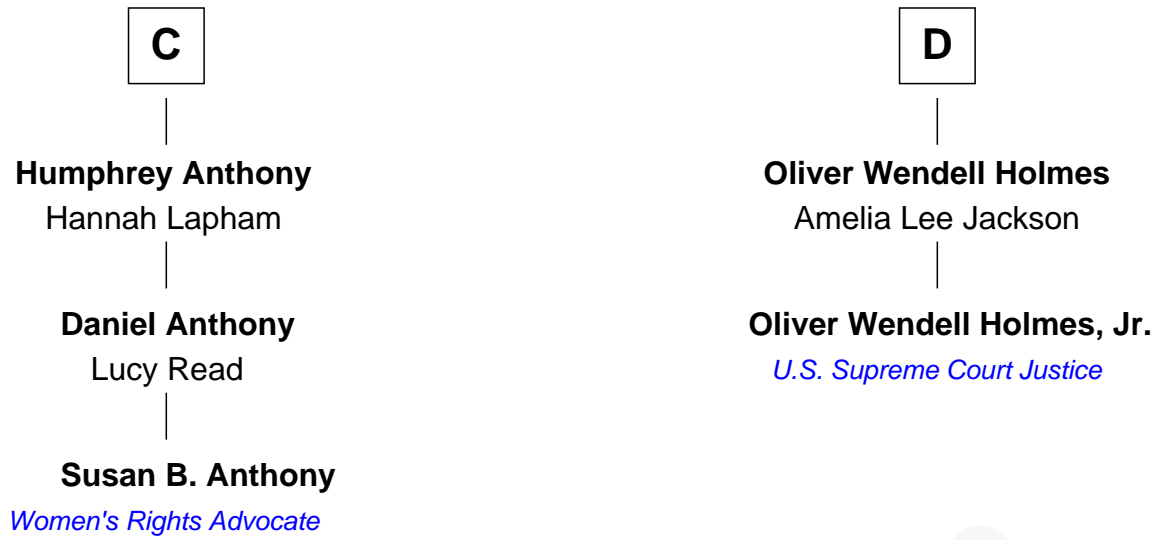 C
Humphrey Anthony
Hannah Lapham
Daniel Anthony
Lucy Read
Susan B. Anthony
Women's Rights Advocate
D
Oliver Wendell Holmes
Amelia Lee Jackson
Oliver Wendell Holmes, Jr.
U.S. Supreme Court Justice